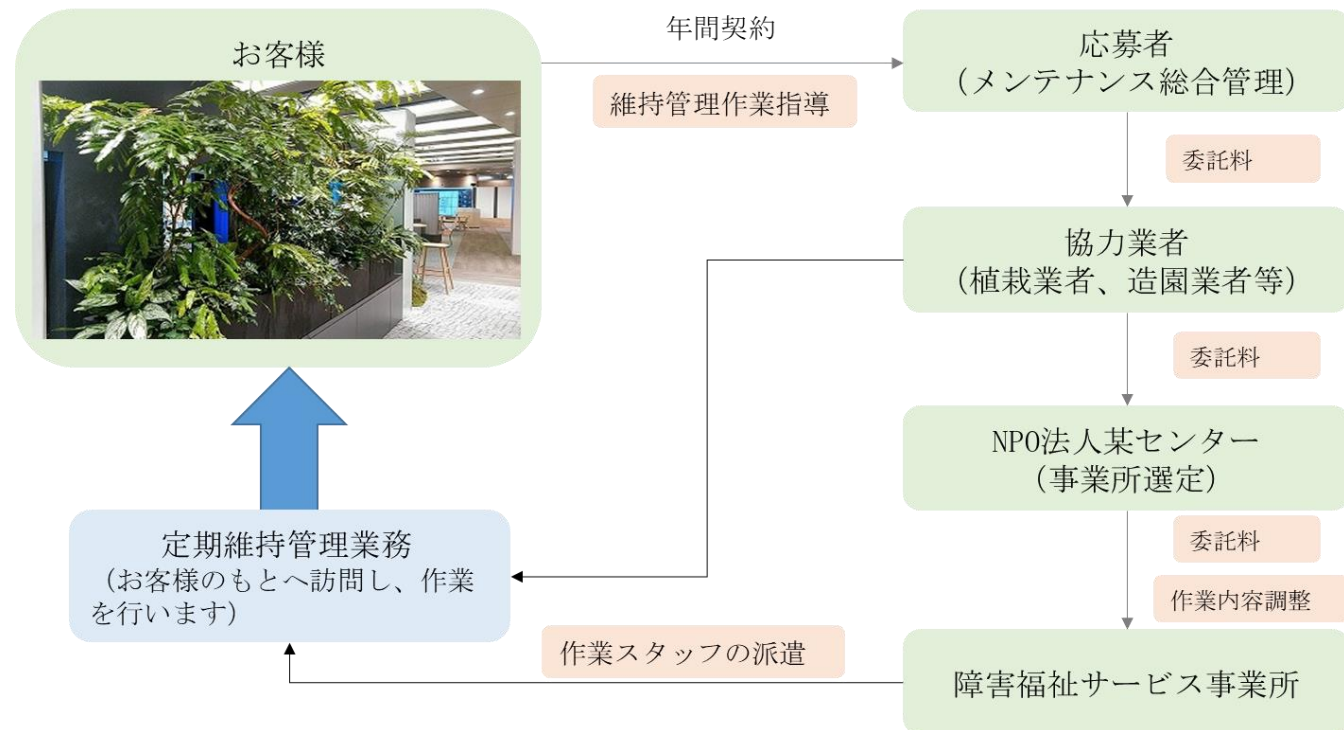 お客様
年間契約
維持管理作業指導
応募者
（メンテナンス総合管理）
委託料
協力業者
（植栽業者、造園業者等）
委託料
NPO法人某センター
（事業所選定）
委託料
作業内容調整
定期維持管理業務
（お客様のもとへ訪問し、作業
を行います）
作業スタッフの派遣
障害福祉サービス事業所